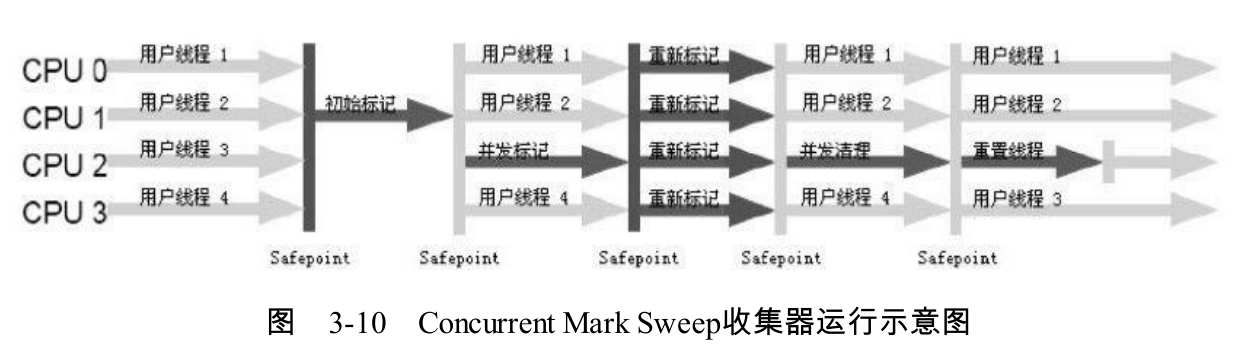 CPU 0 用户线程 1 用户线程 1 重新标记 用户线程 1 用户线程 1
CPU 1 用户线程 2 初始标记 用户线程 2 重新标记 用户线程 2 用户线程 2
CPU 2 用户线程 3 并发标记 重新标记 并发清理 重置线程
CPU 3 用户线程 4 用户线程 4 重新标记 用户线程 4 用户线程 3
Safepoint Safepoint Safepoint Safepoint Safepoint
图 3-10 Concurrent Mark Sweep收集器运行示意图